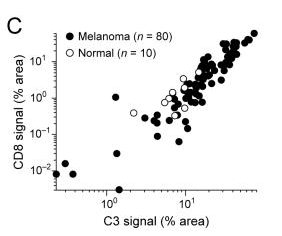 C
● Melanoma (n = 80)
○ Normal (n = 10)
CD8 signal (% area)
10¹
10⁰
10⁻¹
10⁻²
10⁰ 10¹
C3 signal (% area)